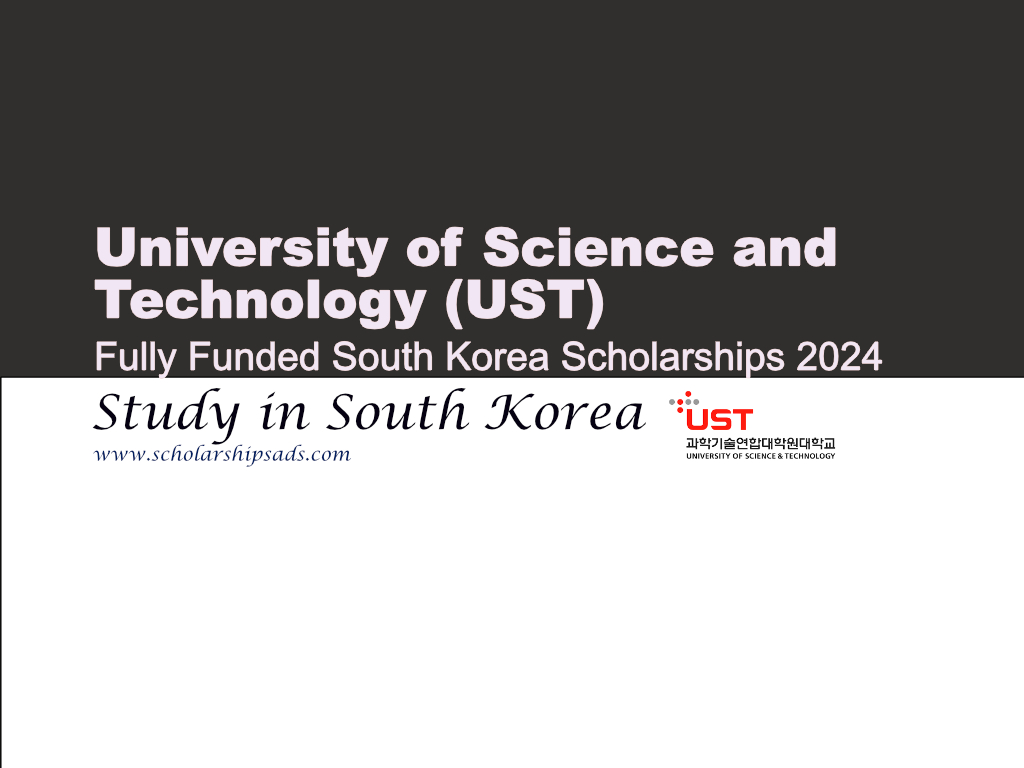 University of Science and
Technology (UST)
Fully Funded South Korea Scholarships 2024
Study in South Korea
www.scholarshipsads.com
UST
과학기술연합대학원대학교
UNIVERSITY OF SCIENCE & TECHNOLOGY